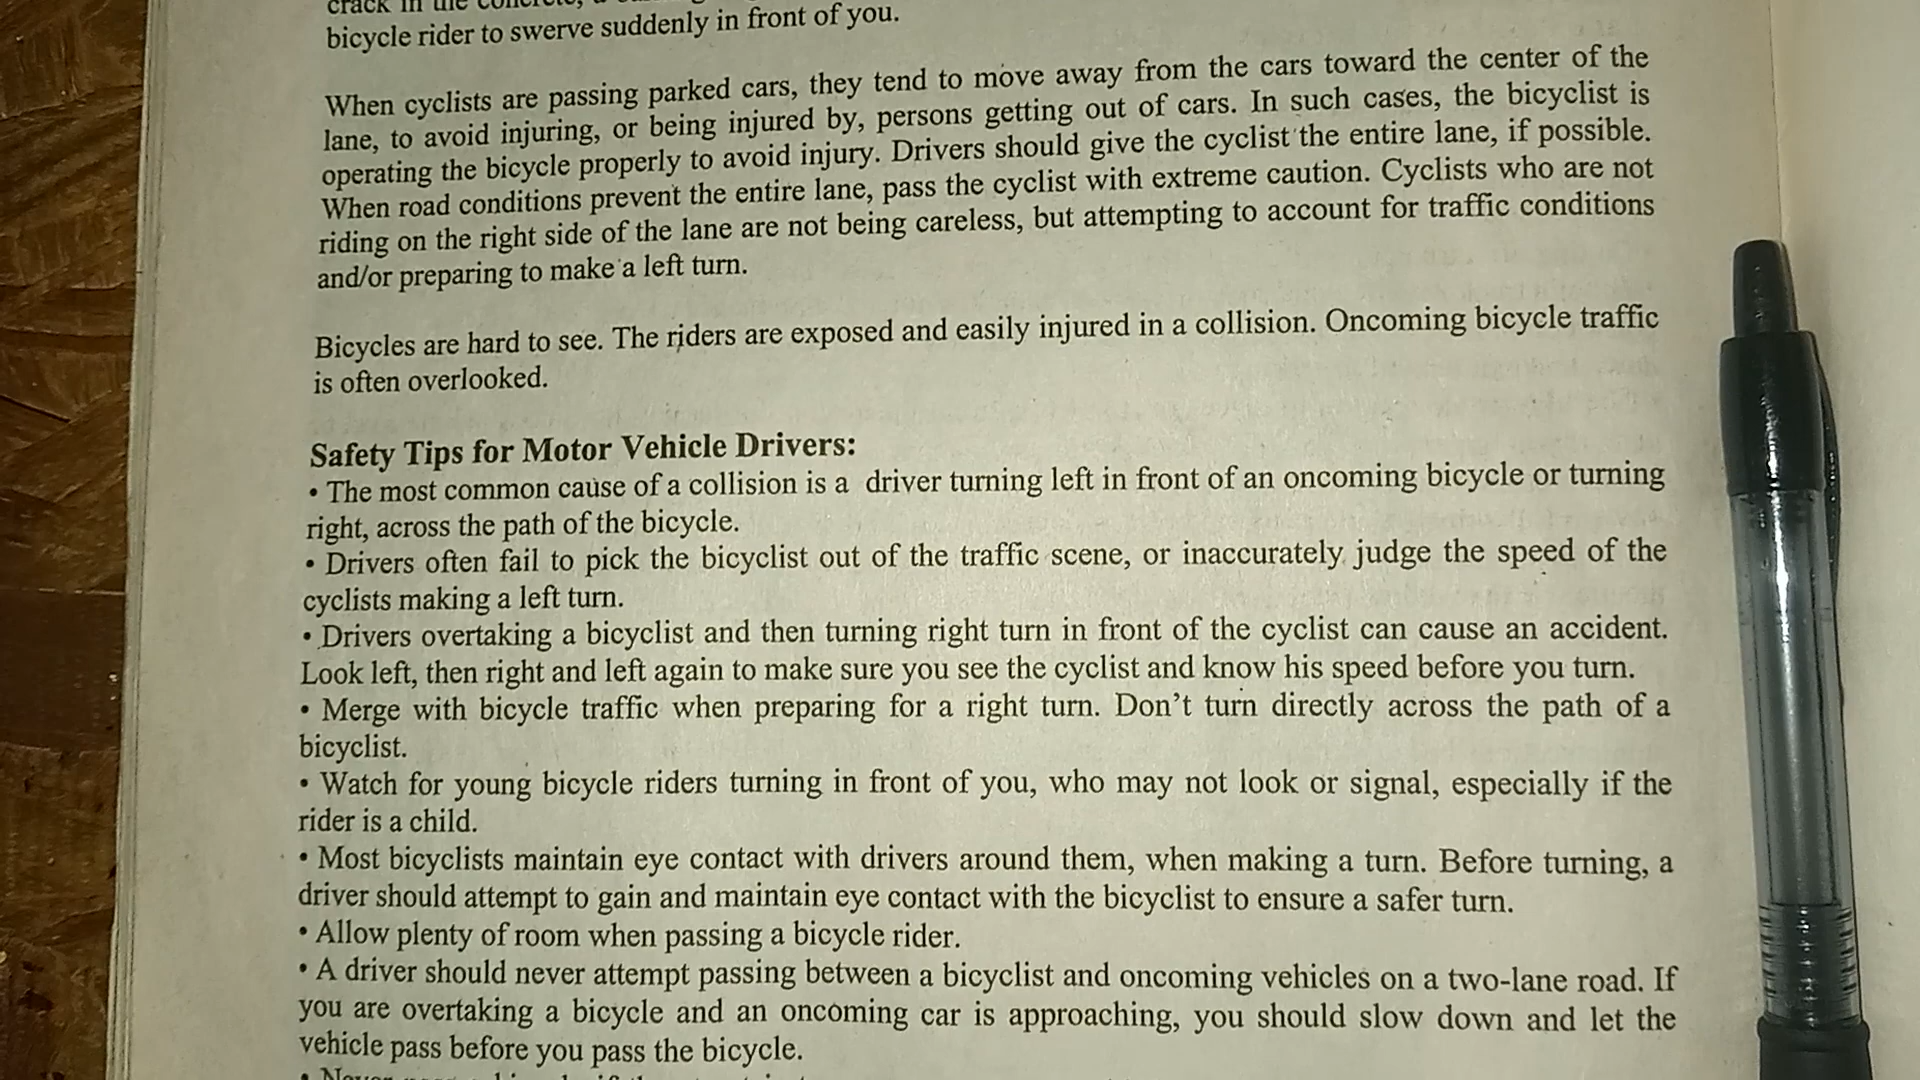 crack in the concrete, a
bicycle rider to swerve suddenly in front of you.
When cyclists are passing parked cars, they tend to move away from the cars toward the center of the
lane, to avoid injuring, or being injured by, persons getting out of cars. In such cases, the bicyclist is
operating the bicycle properly to avoid injury. Drivers should give the cyclist the entire lane, if possible.
When road conditions prevent the entire lane, pass the cyclist with extreme caution. Cyclists who are not
riding on the right side of the lane are not being careless, but attempting to account for traffic conditions
and/or preparing to make a left turn.
Bicycles are hard to see. The riders are exposed and easily injured in a collision. Oncoming bicycle traffic
is often overlooked.
Safety Tips for Motor Vehicle Drivers:
• The most common cause of a collision is a driver turning left in front of an oncoming bicycle or turning
right, across the path of the bicycle.
• Drivers often fail to pick the bicyclist out of the traffic scene, or inaccurately judge the speed of the
cyclists making a left turn.
• Drivers overtaking a bicyclist and then turning right turn in front of the cyclist can cause an accident.
Look left, then right and left again to make sure you see the cyclist and know his speed before you turn.
• Merge with bicycle traffic when preparing for a right turn. Don't turn directly across the path of a
bicyclist.
• Watch for young bicycle riders turning in front of you, who may not look or signal, especially if the
rider is a child.
• Most bicyclists maintain eye contact with drivers around them, when making a turn. Before turning, a
driver should attempt to gain and maintain eye contact with the bicyclist to ensure a safer turn.
• Allow plenty of room when passing a bicycle rider.
• A driver should never attempt passing between a bicyclist and oncoming vehicles on a two-lane road. If
you are overtaking a bicycle and an oncoming car is approaching, you should slow down and let the
vehicle pass before you pass the bicycle.
• Never